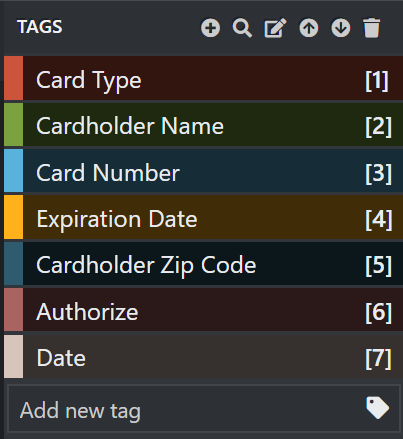 TAGS
Card Type [1]
Cardholder Name [2]
Card Number [3]
Expiration Date [4]
Cardholder Zip Code [5]
Authorize [6]
Date [7]
Add new tag